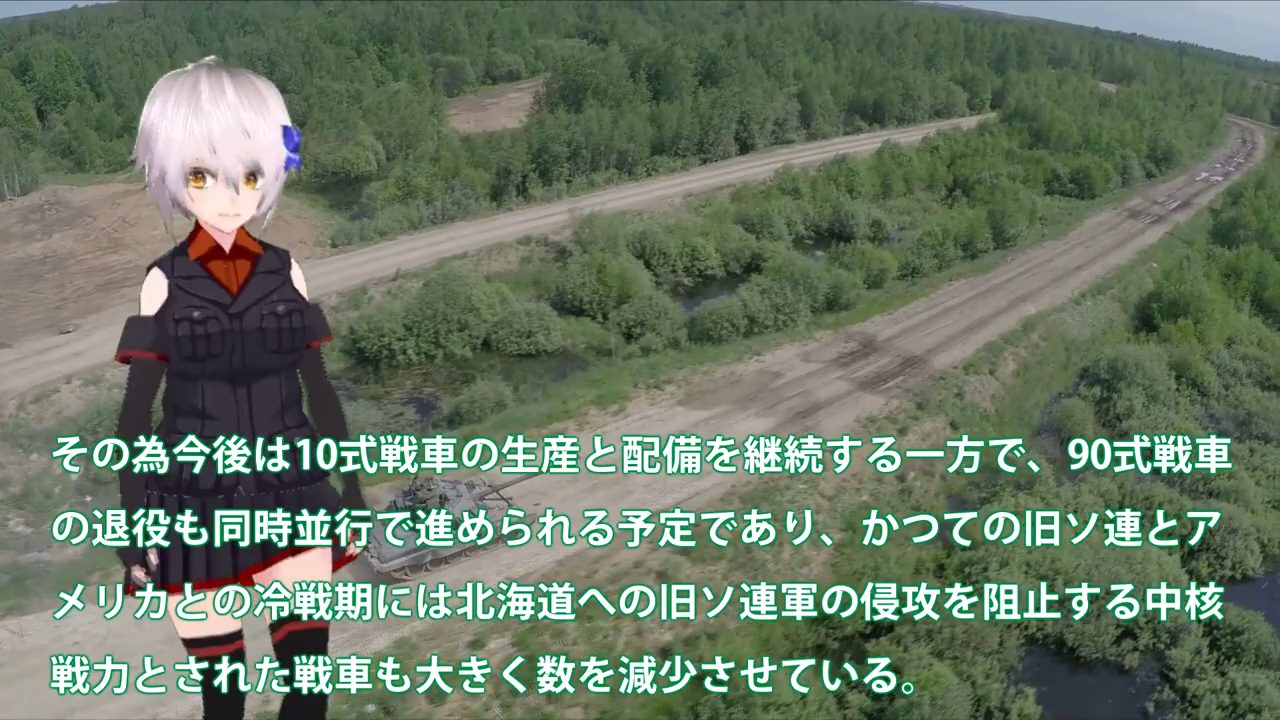 その為今後は10式戦車の生産と配備を継続する一方で、90式戦車
の退役も同時並行で進められる予定であり、かつての旧ソ連とア
メリカとの冷戦期には北海道への旧ソ連軍の侵攻を阻止する中核
戦力とされた戦車も大きく数を減少させている。